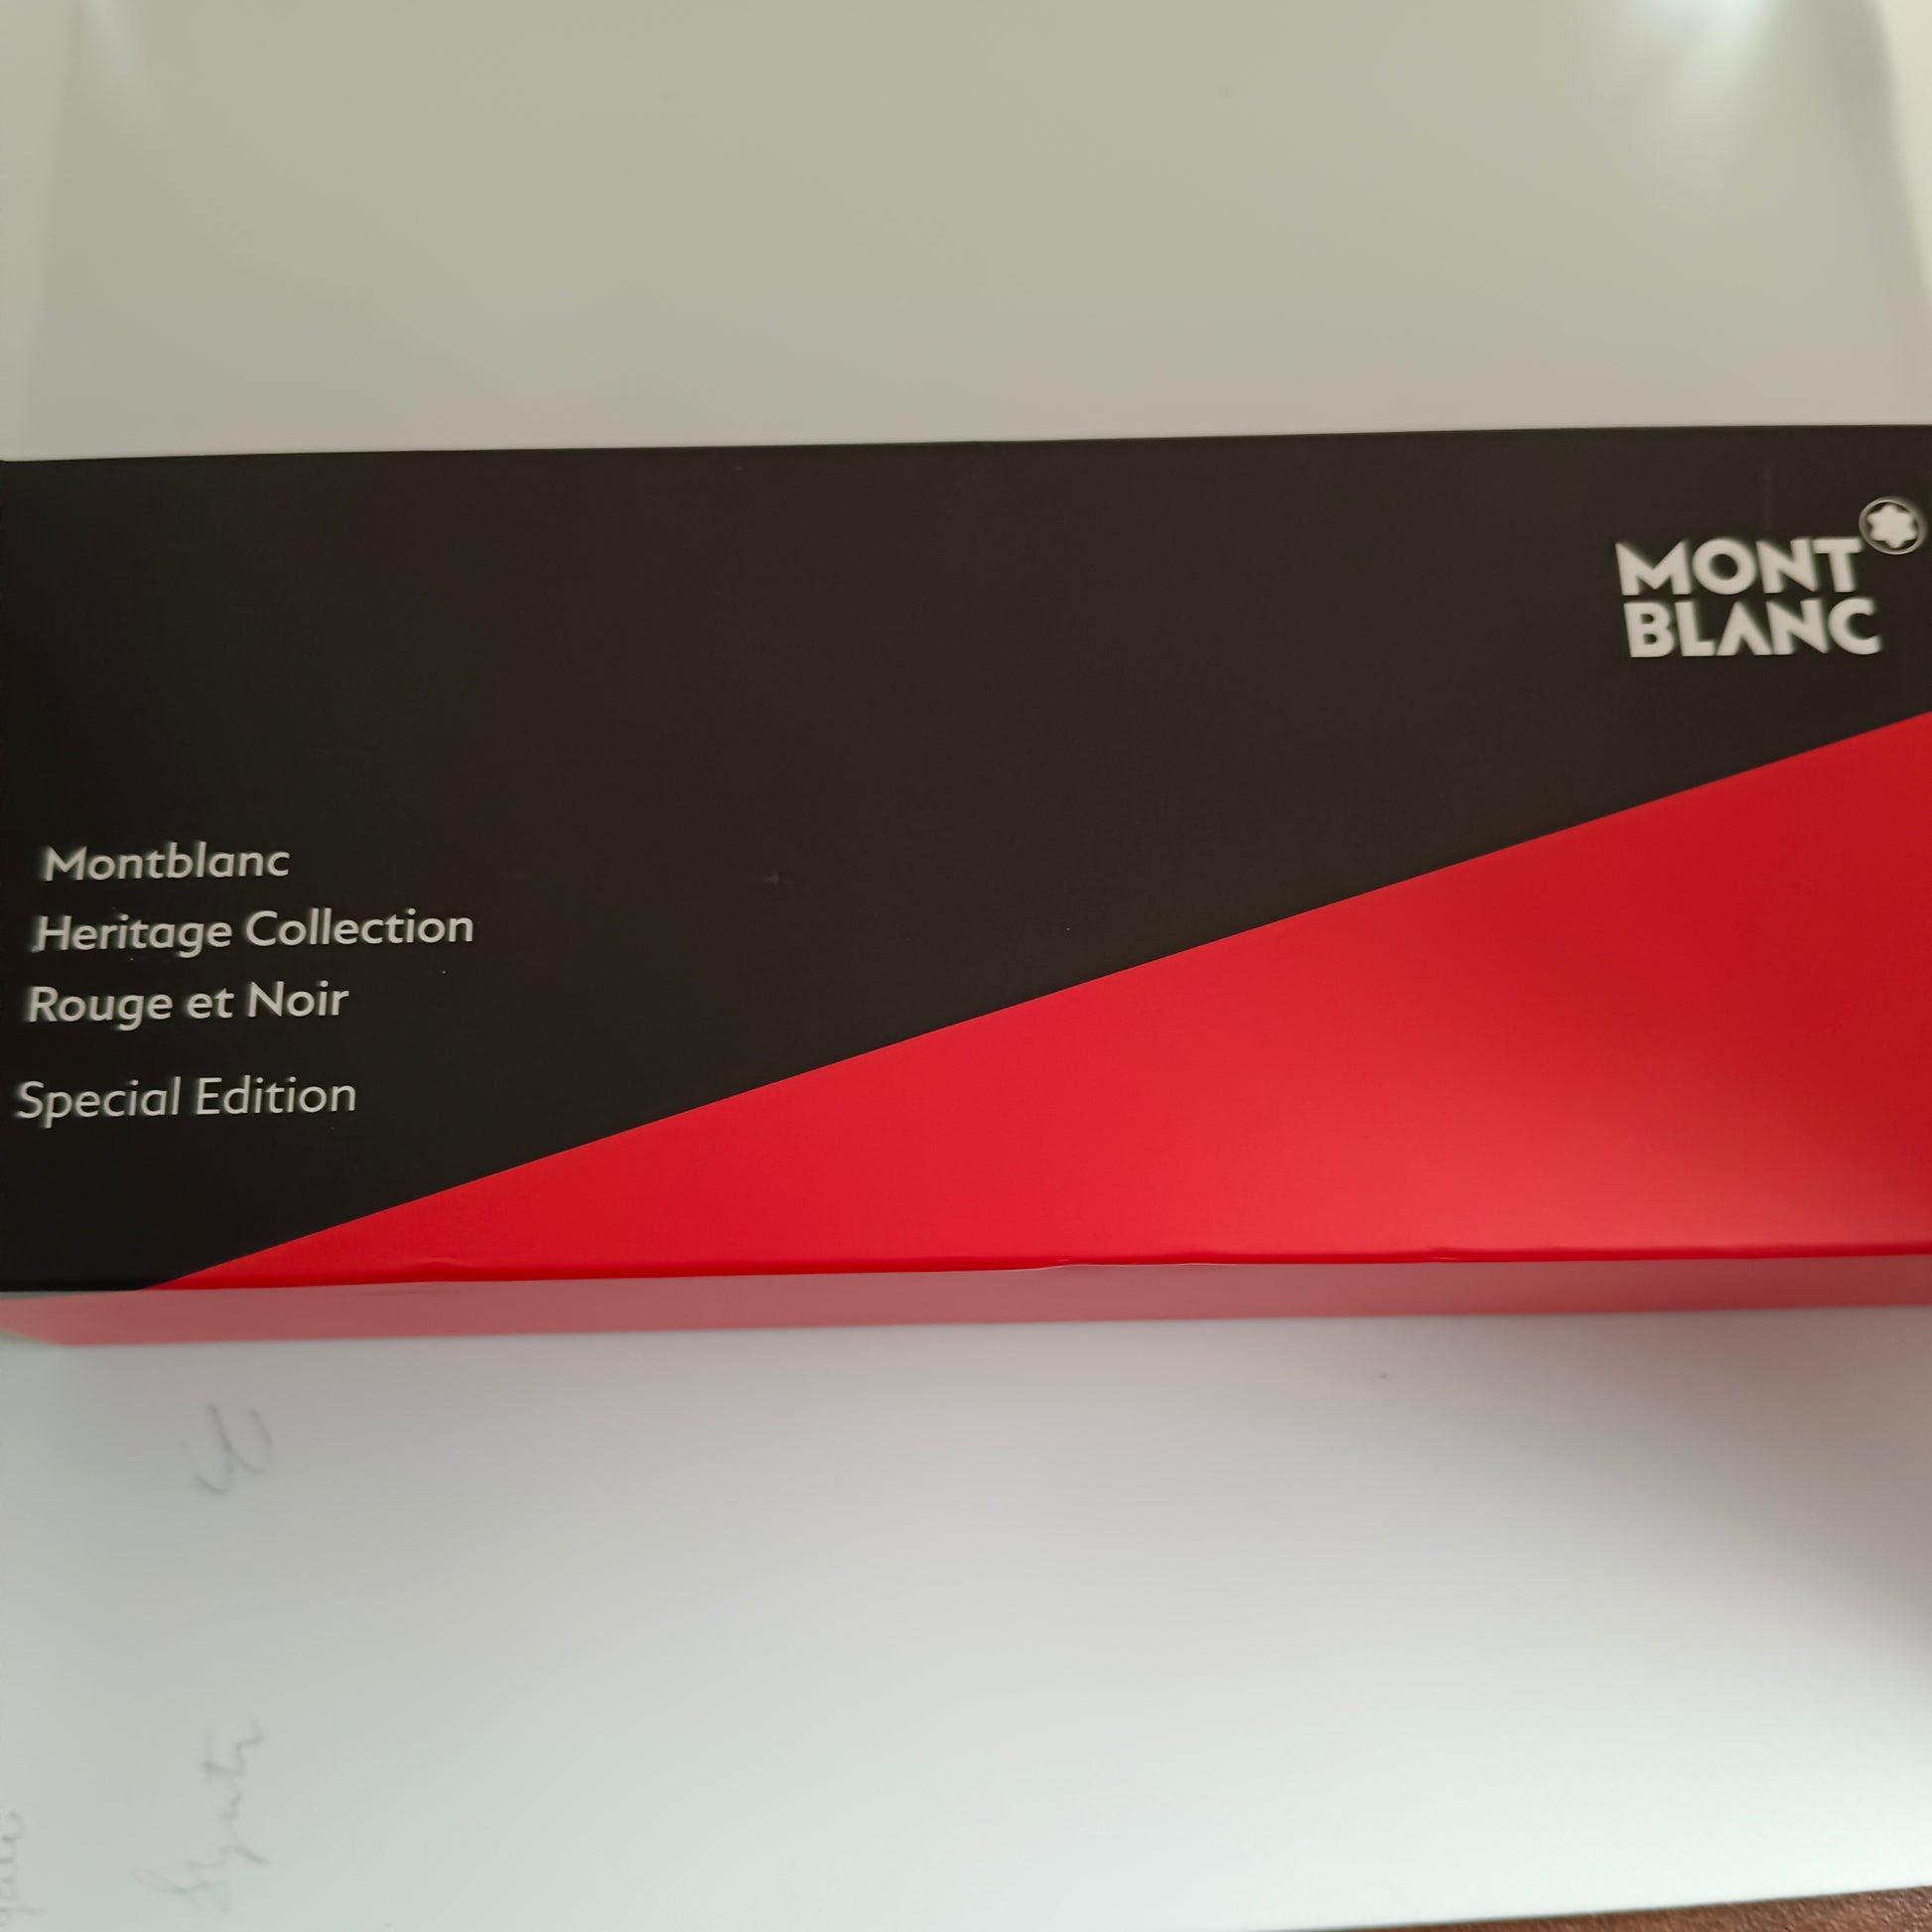 MONT
BLANC
Montblanc
Heritage Collection
Rouge et Noir
Special Edition